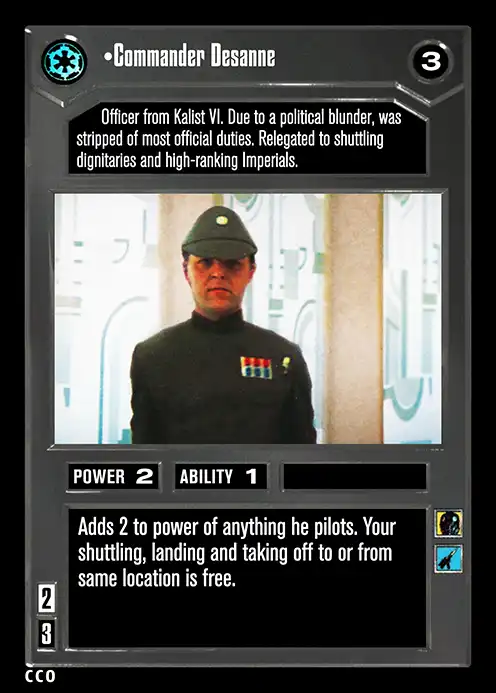 •Commander Desanne
3
Officer from Kalist VI. Due to a political blunder, was
stripped of most official duties. Relegated to shuttling
dignitaries and high-ranking Imperials.
POWER 2 ABILITY 1
Adds 2 to power of anything he pilots. Your
shuttling, landing and taking off to or from
same location is free.
2
3
CCO